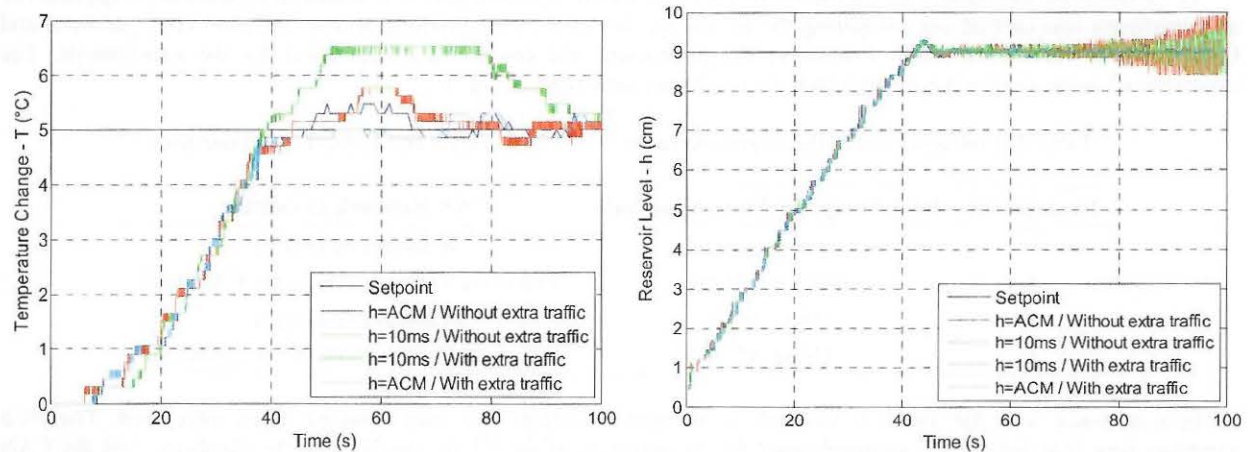 7
6
5
4
3
2
1
0
0
20
40
60
80
100
Temperature Change - T (°C)
Time (s)
Setpoint
h=ACM / Without extra traffic
h=10ms / Without extra traffic
h=10ms / With extra traffic
h=ACM / With extra traffic
10
9
8
7
6
5
4
3
2
1
0
0
20
40
60
80
100
Reservoir Level - h (cm)
Time (s)
Setpoint
h=ACM / Without extra traffic
h=10ms / Without extra traffic
h=10ms / With extra traffic
h=ACM / With extra traffic